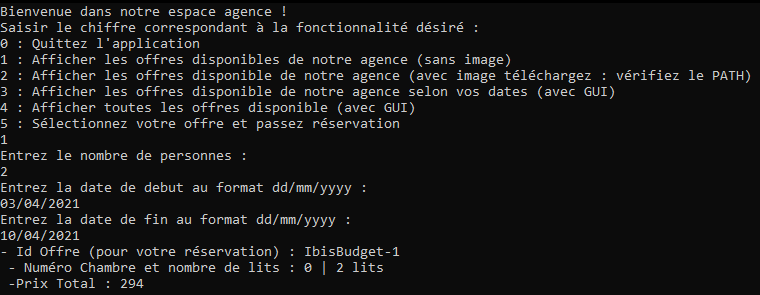 Bienvenue dans notre espace agence !
Saisir le chiffre correspondant à la fonctionnalité désiré :
0 : Quittez l'application
1 : Afficher les offres disponibles de notre agence (sans image)
2 : Afficher les offres disponible de notre agence (avec image téléchargez : vérifiez le PATH)
3 : Afficher les offres disponible de notre agence selon vos dates (avec GUI)
4 : Afficher toutes les offres disponible (avec GUI)
5 : Sélectionnez votre offre et passez réservation
1
Entrez le nombre de personnes :
2
Entrez la date de debut au format dd/mm/yyyy :
03/04/2021
Entrez la date de fin au format dd/mm/yyyy :
10/04/2021
- Id Offre (pour votre réservation) : IbisBudget-1
 - Numéro Chambre et nombre de lits : 0 | 2 lits
 -Prix Total : 294